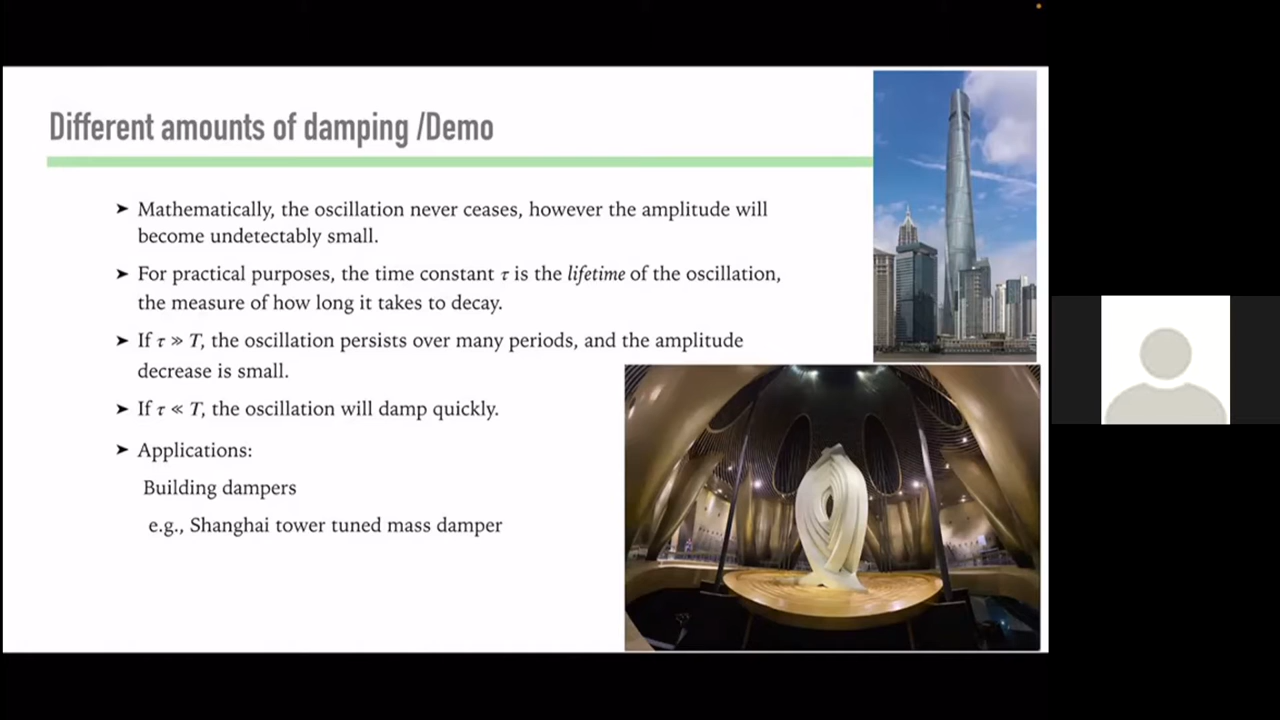 Different amounts of damping /Demo
➤ Mathematically, the oscillation never ceases, however the amplitude will
become undetectably small.
➤ For practical purposes, the time constant τ is the lifetime of the oscillation,
the measure of how long it takes to decay.
➤ If τ ≫ T, the oscillation persists over many periods, and the amplitude
decrease is small.
➤ If τ ≪ T, the oscillation will damp quickly.
➤ Applications:
Building dampers
e.g., Shanghai tower tuned mass damper